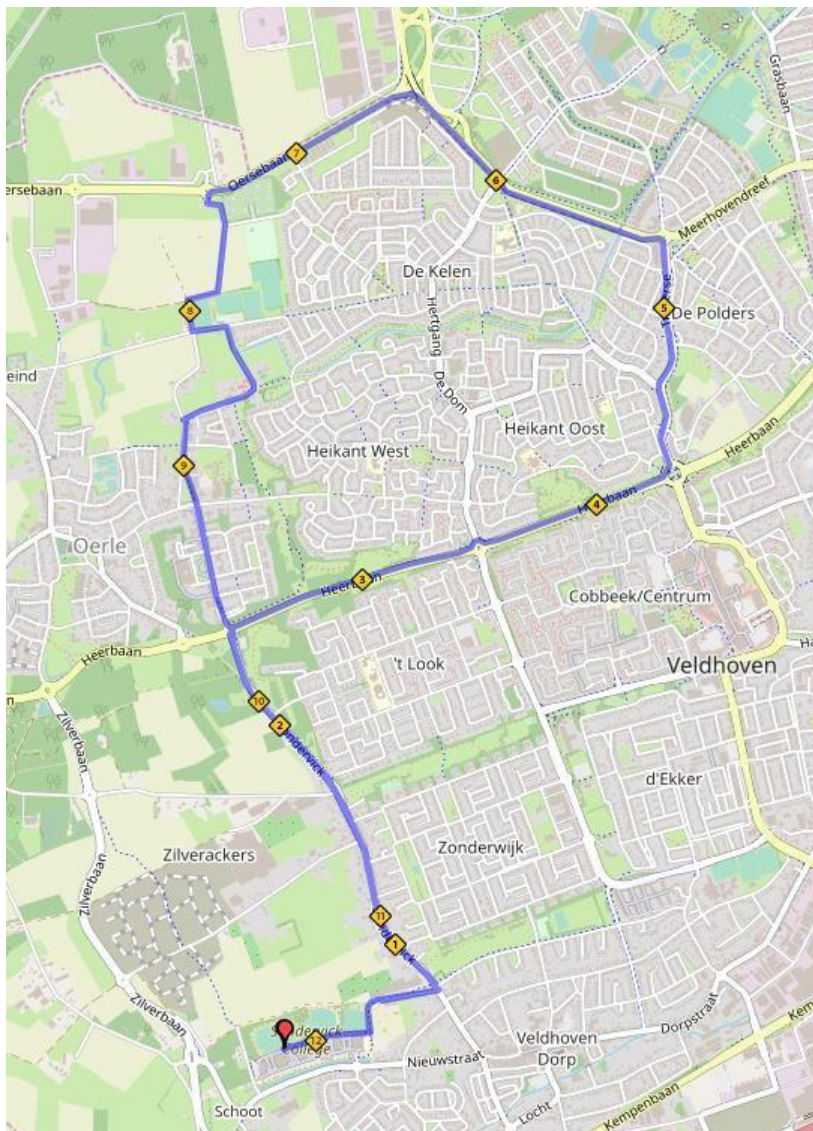 Grasbaan
7
Oersebaan
ersebaan
6
Meerhovendreef
De Kelen
5
De Polders
8
Hertgang
De Dom
eind
Heikant West
Heikant Oost
Heerbaan
9
4
Oerle
3
Heerbaan
Cobbeek/Centrum
Heerbaan
't Look
Veldhoven
10
2
Zilverbaan
d'Ekker
Zilverackers
Zonderwijk
Zilverbaan
11
1
Zilverbaan
12
College
Nieuwstraat
Veldhoven
Dorp
Dorpstraat
Schoot
Locht
Kempenbaan